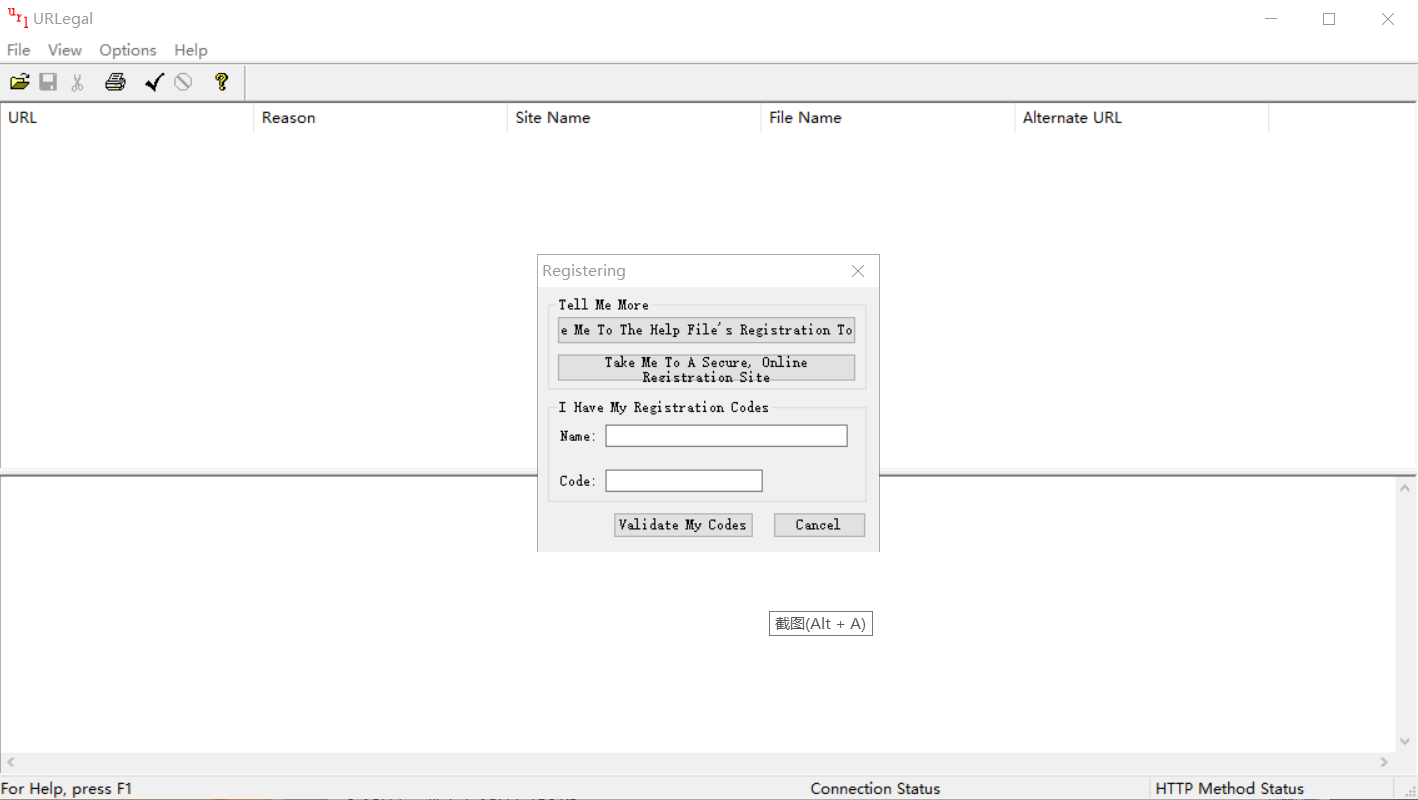 url URLegal
File View Options Help
URL Reason Site Name File Name Alternate URL
Registering
Tell Me More
e Me To The Help File's Registration To
Take Me To A Secure, Online
Registration Site
I Have My Registration Codes
Name:
Code:
Validate My Codes Cancel
截图(Alt + A)
For Help, press F1 Connection Status HTTP Method Status